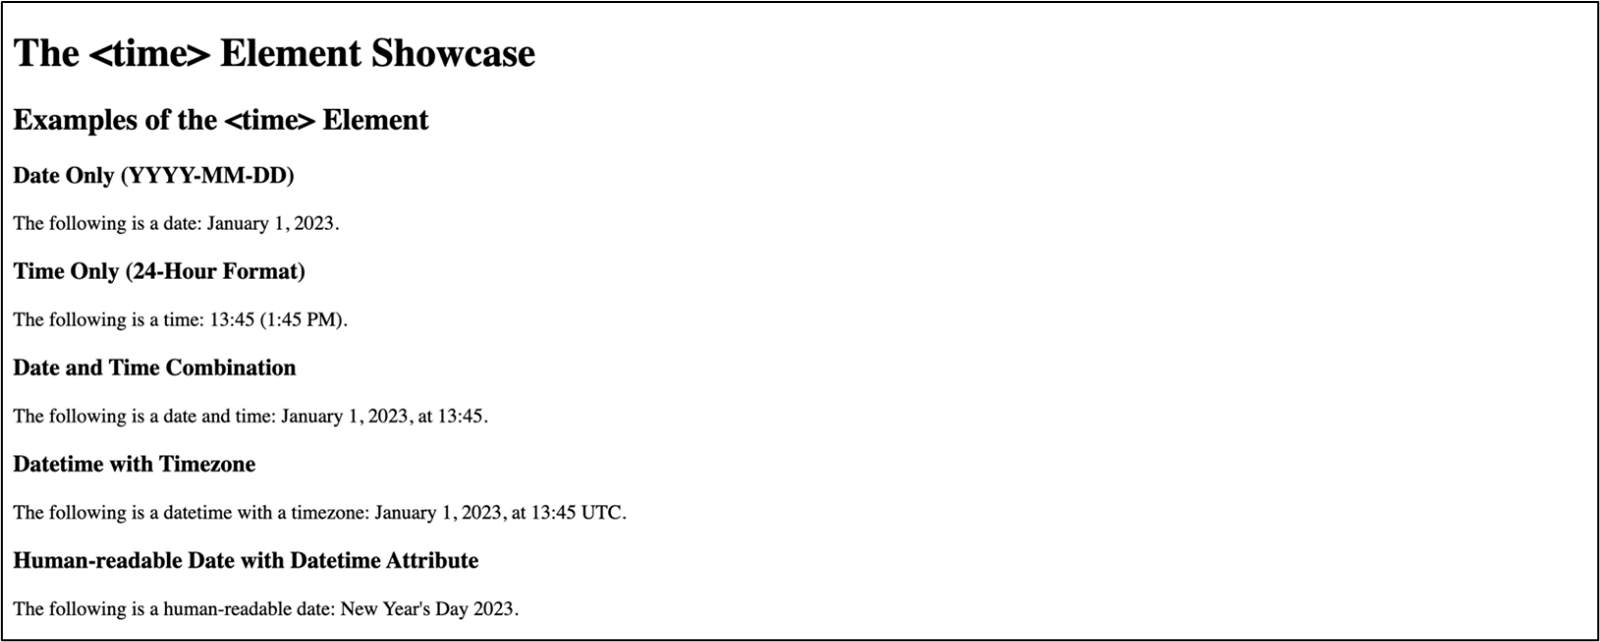 The <time> Element Showcase
Examples of the <time> Element
Date Only (YYYY-MM-DD)
The following is a date: January 1, 2023.
Time Only (24-Hour Format)
The following is a time: 13:45 (1:45 PM).
Date and Time Combination
The following is a date and time: January 1, 2023, at 13:45.
Datetime with Timezone
The following is a datetime with a timezone: January 1, 2023, at 13:45 UTC.
Human-readable Date with Datetime Attribute
The following is a human-readable date: New Year's Day 2023.